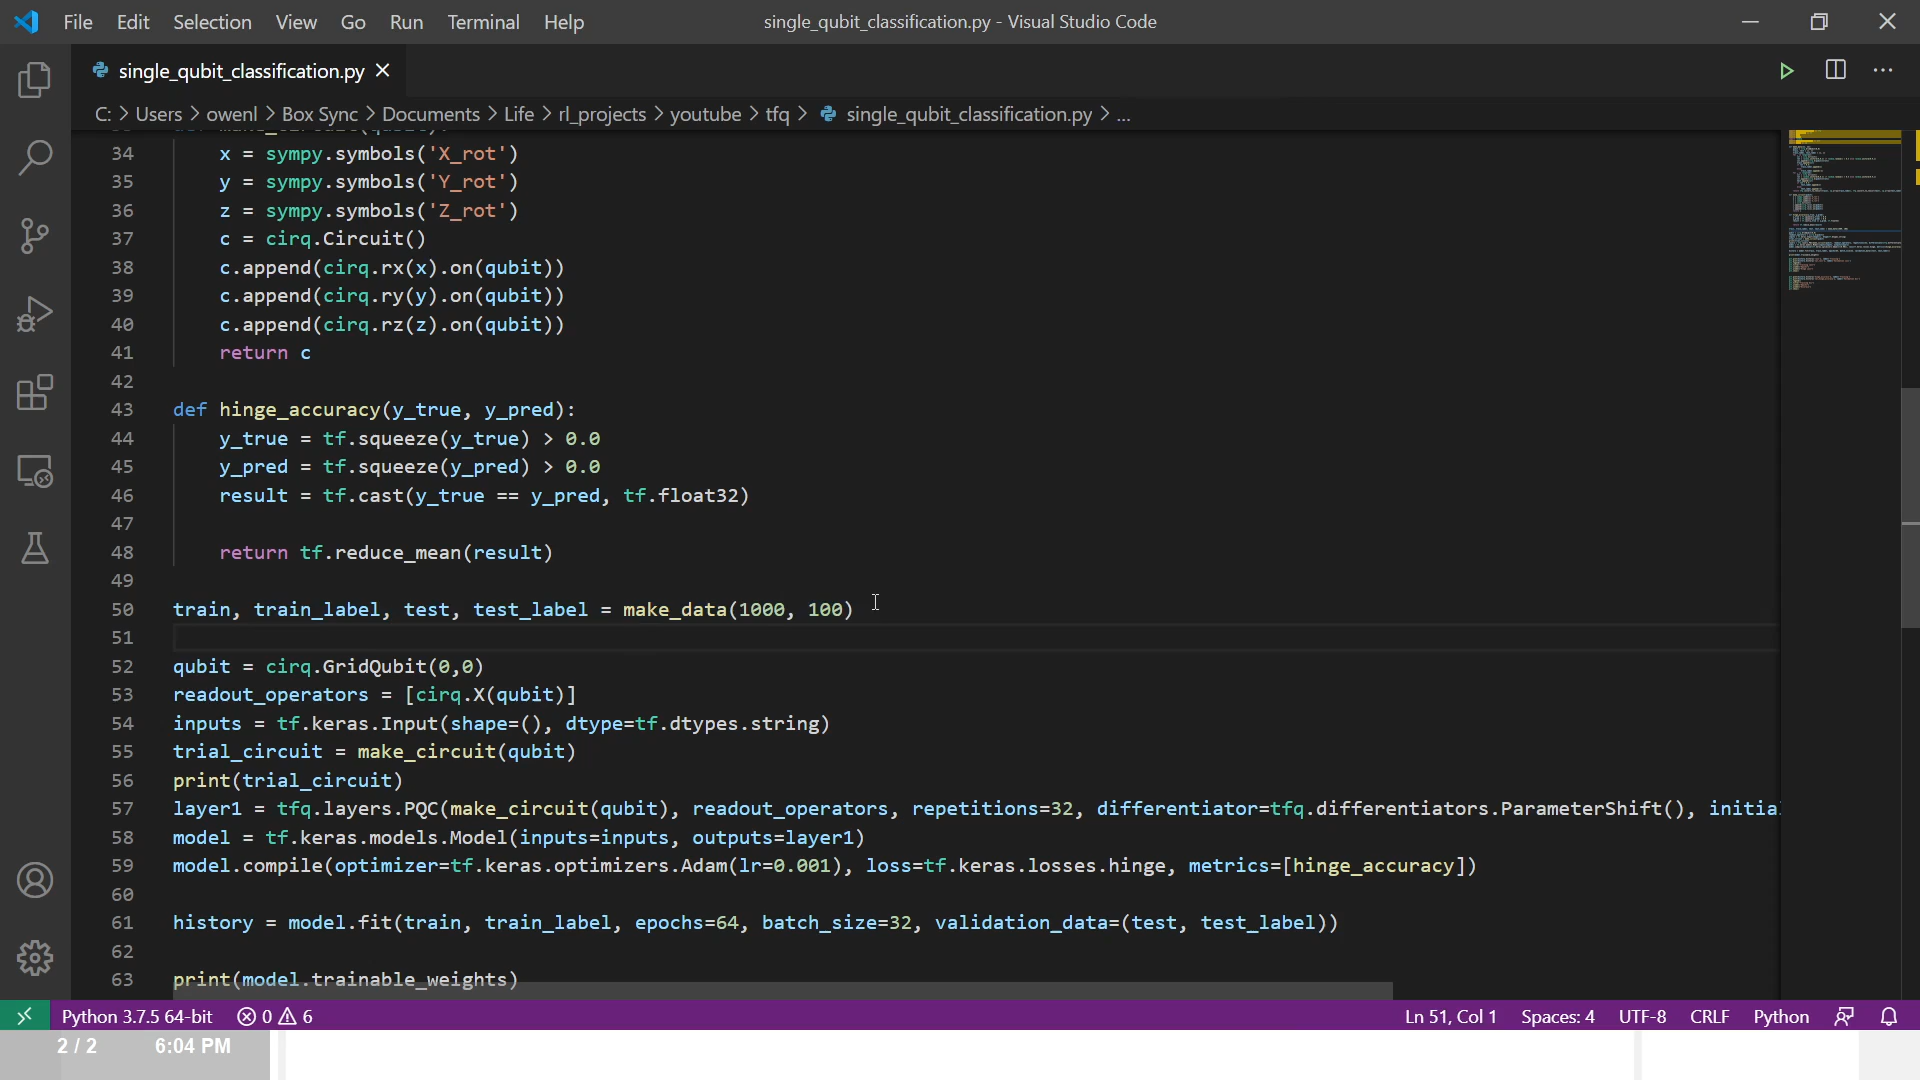 File Edit Selection View Go Run Terminal Help single_qubit_classification.py - Visual Studio Code
single_qubit_classification.py
C: > Users > owenl > Box Sync > Documents > Life > rl_projects > youtube > tfq > single_qubit_classification.py > ...
34 x = sympy.symbols('X_rot')
35 y = sympy.symbols('Y_rot')
36 z = sympy.symbols('Z_rot')
37 c = cirq.Circuit()
38 c.append(cirq.rx(x).on(qubit))
39 c.append(cirq.ry(y).on(qubit))
40 c.append(cirq.rz(z).on(qubit))
41 return c
42
43 def hinge_accuracy(y_true, y_pred):
44 y_true = tf.squeeze(y_true) > 0.0
45 y_pred = tf.squeeze(y_pred) > 0.0
46 result = tf.cast(y_true == y_pred, tf.float32)
47
48 return tf.reduce_mean(result)
49
50 train, train_label, test, test_label = make_data(1000, 100)
51
52 qubit = cirq.GridQubit(0,0)
53 readout_operators = [cirq.X(qubit)]
54 inputs = tf.keras.Input(shape=(), dtype=tf.dtypes.string)
55 trial_circuit = make_circuit(qubit)
56 print(trial_circuit)
57 layer1 = tfq.layers.PQC(make_circuit(qubit), readout_operators, repetitions=32, differentiator=tfq.differentiators.ParameterShift(), initia
58 model = tf.keras.models.Model(inputs=inputs, outputs=layer1)
59 model.compile(optimizer=tf.keras.optimizers.Adam(lr=0.001), loss=tf.keras.losses.hinge, metrics=[hinge_accuracy])
60
61 history = model.fit(train, train_label, epochs=64, batch_size=32, validation_data=(test, test_label))
62
63 print(model.trainable_weights)
Python 3.7.5 64-bit 0 6 Ln 51, Col 1 Spaces: 4 UTF-8 CRLF Python
2 / 2 6:04 PM